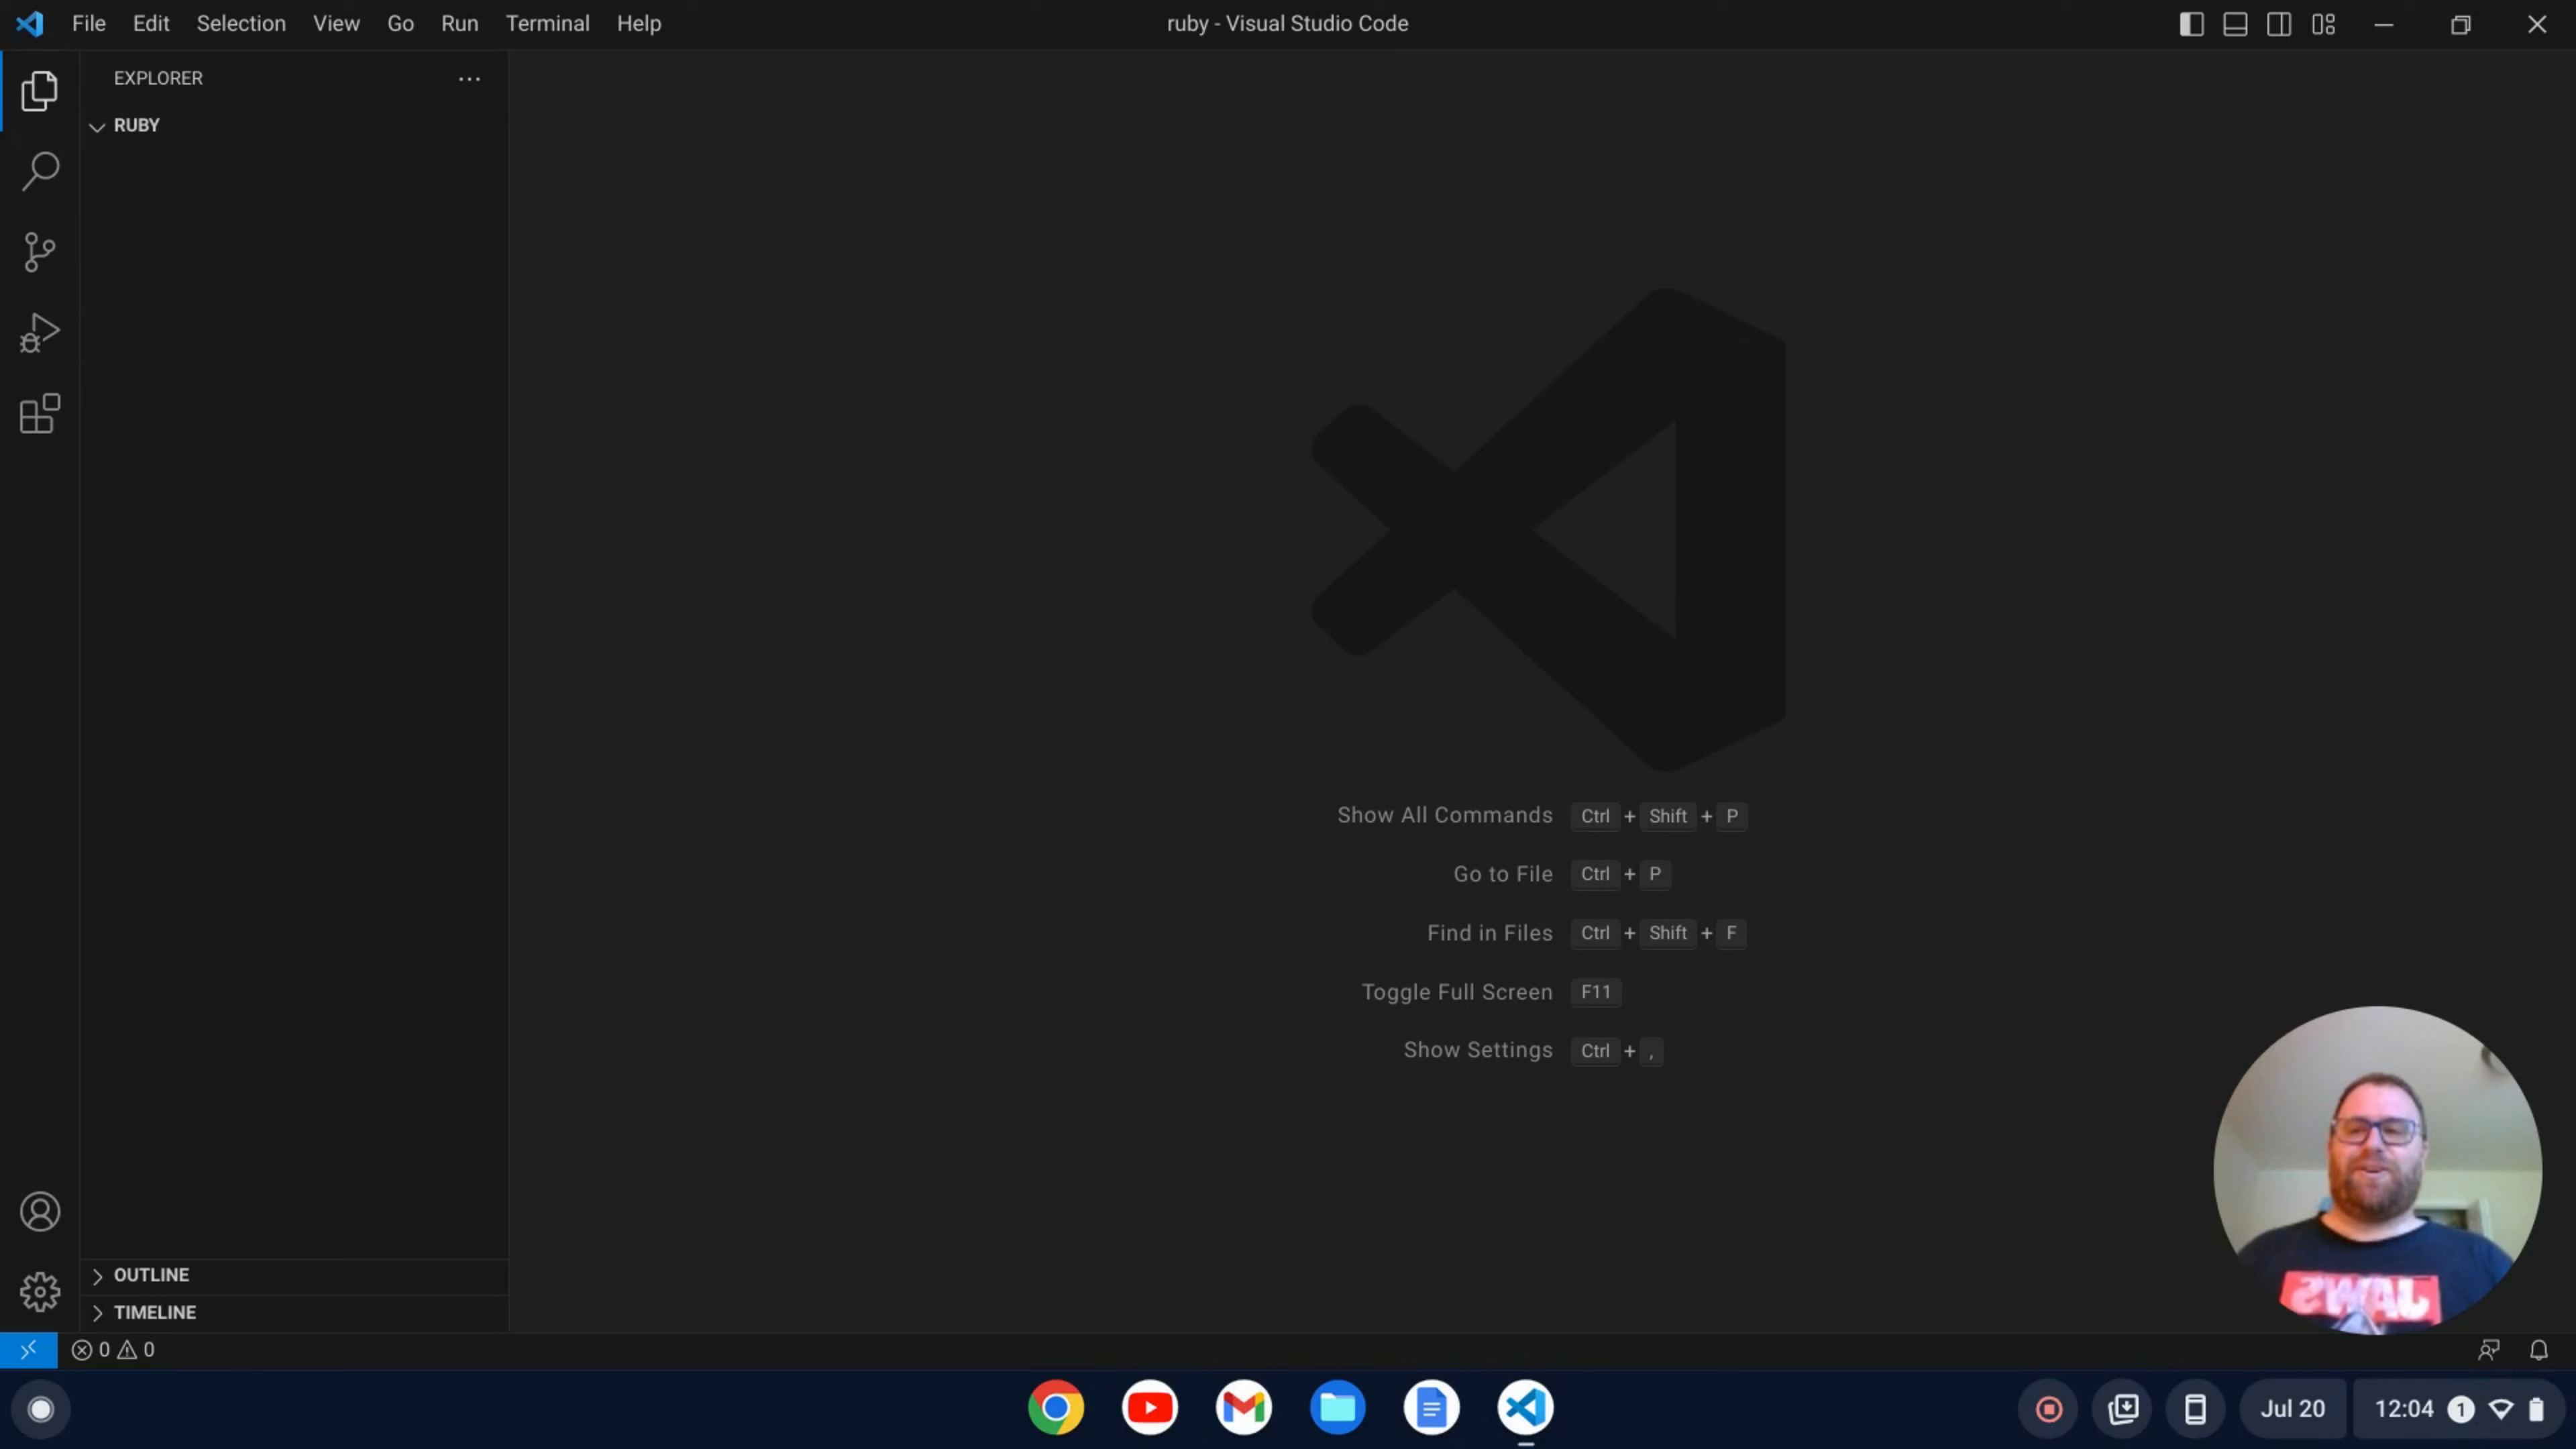 File Edit Selection View Go Run Terminal Help
ruby - Visual Studio Code
EXPLORER
RUBY
Show All Commands Ctrl + Shift + P
Go to File Ctrl + P
Find in Files Ctrl + Shift + F
Toggle Full Screen F11
Show Settings Ctrl + ,
JAWS
OUTLINE
TIMELINE
0 0
Jul 20
12:04 1